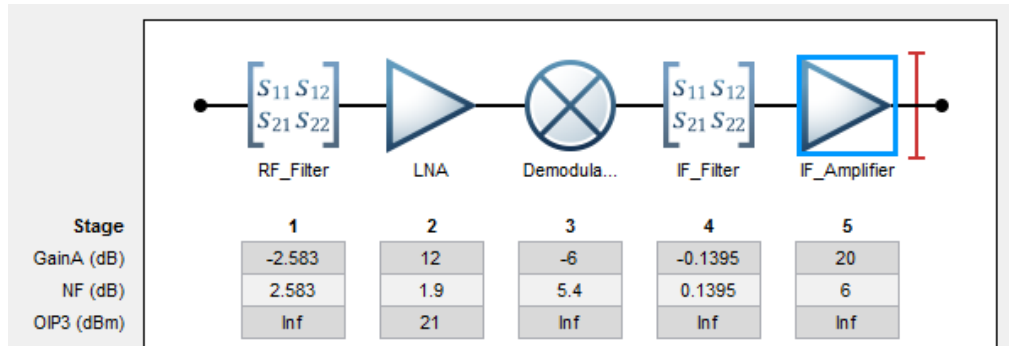 S11 S12
S21 S22
S11 S12
S21 S22
RF_Filter LNA Demodula... IF_Filter IF_Amplifier
Stage 1 2 3 4 5
GainA (dB) -2.583 12 -6 -0.1395 20
NF (dB) 2.583 1.9 5.4 0.1395 6
OIP3 (dBm) Inf 21 Inf Inf Inf